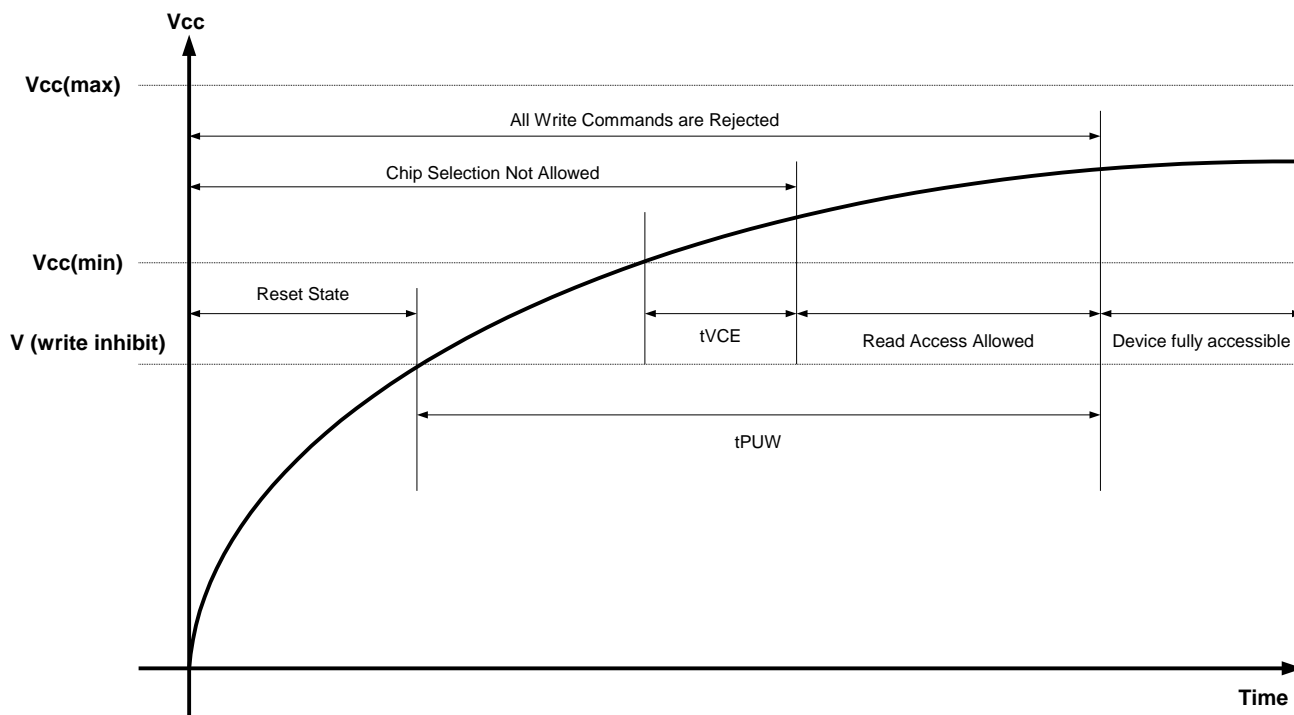 Vcc
Vcc(max)
All Write Commands are Rejected
Chip Selection Not Allowed
Vcc(min)
Reset State
V (write inhibit)
tVCE
Read Access Allowed
Device fully accessible
tPUW
Time